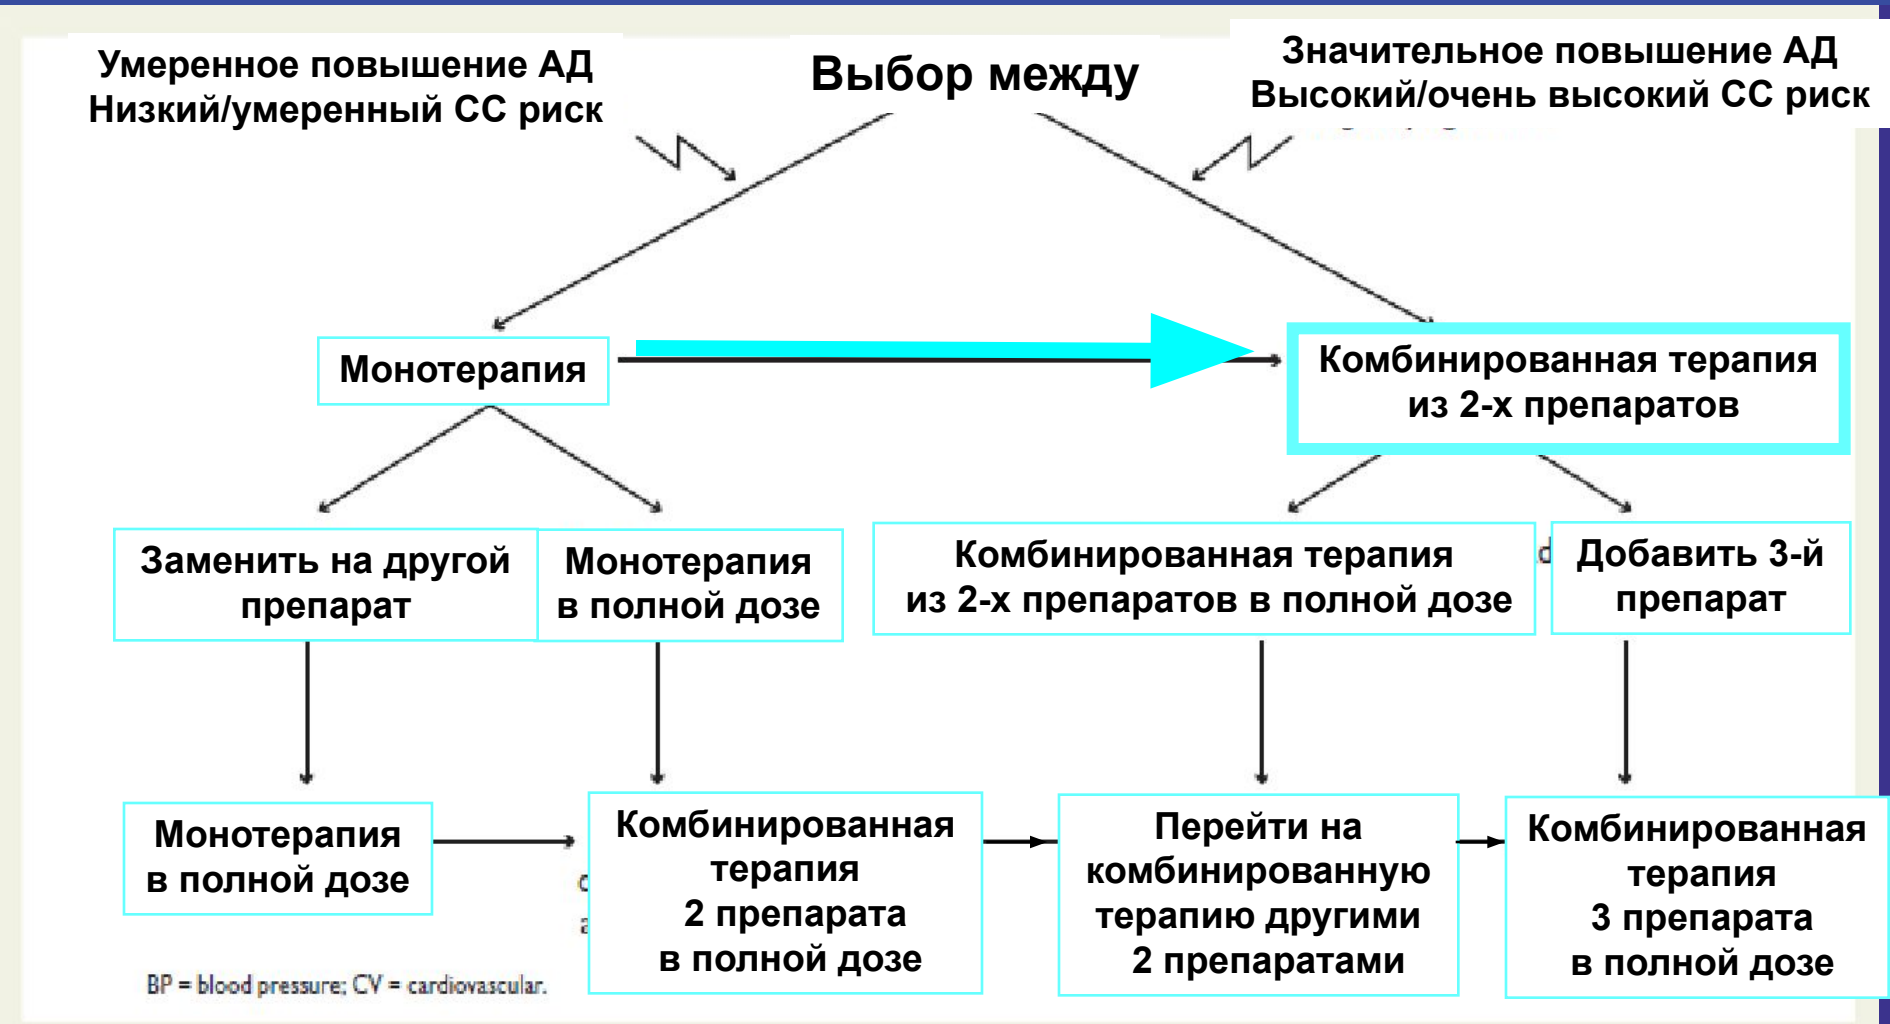 Умеренное повышение АД
Низкий/умеренный СС риск
Выбор между
Значительное повышение АД
Высокий/очень высокий СС риск
Монотерапия
Комбинированная терапия
из 2-х препаратов
Заменить на другой
препарат
Монотерапия
в полной дозе
Комбинированная терапия
из 2-х препаратов в полной дозе
Добавить 3-й
препарат
Монотерапия
в полной дозе
Комбинированная
терапия
2 препарата
в полной дозе
Перейти на
комбинированную
терапию другими
2 препаратами
Комбинированная
терапия
3 препарата
в полной дозе
BP = blood pressure; CV = cardiovascular.